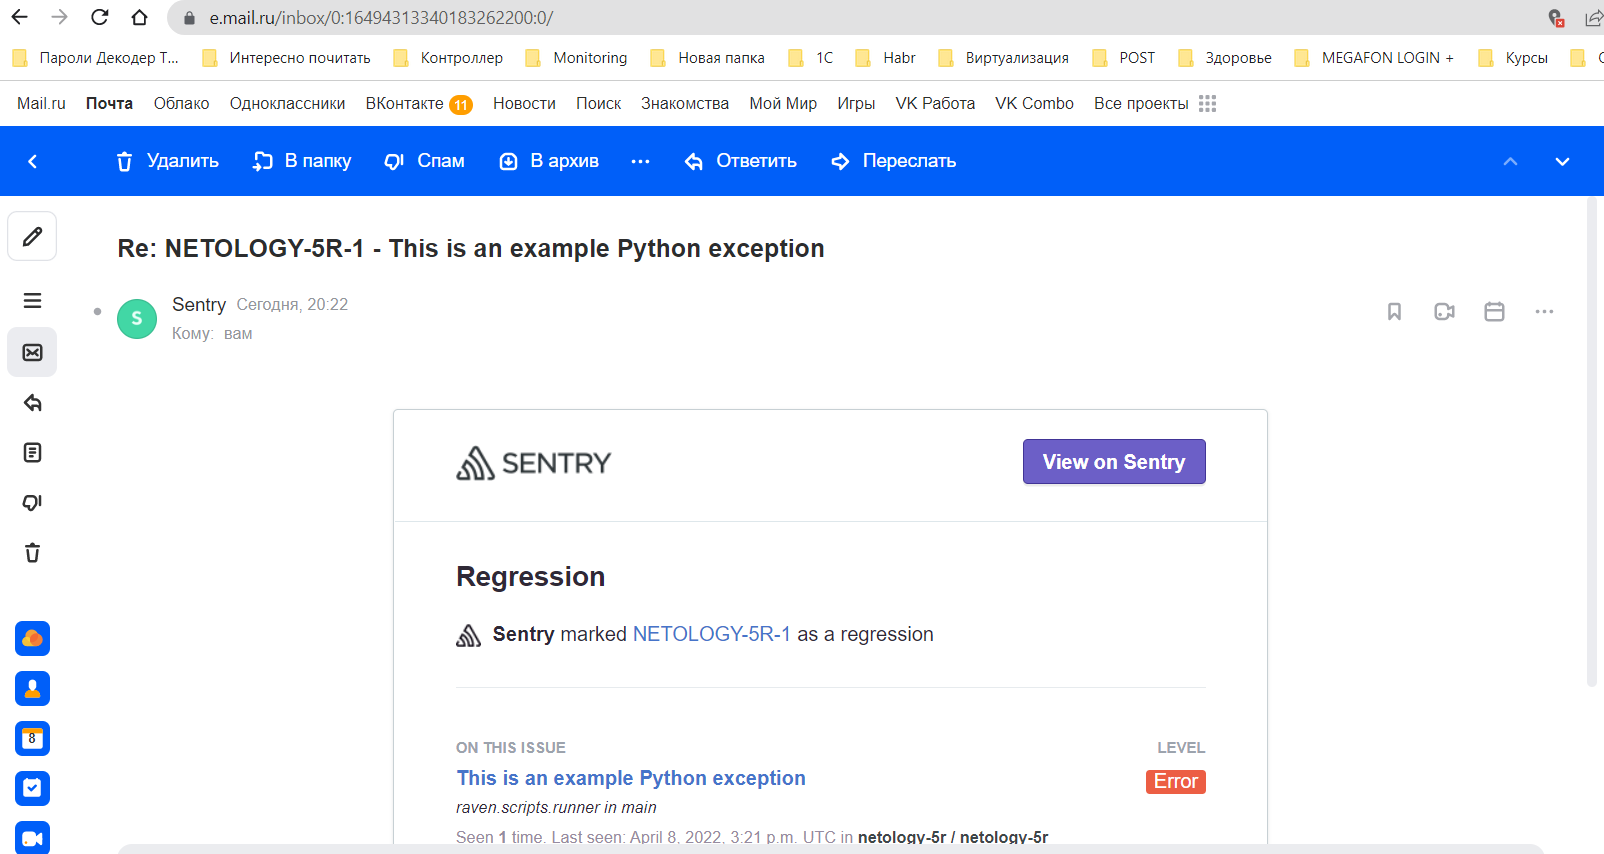 e.mail.ru/inbox/0:16494313340183262200:0/
Пароли Декодер Т... Интересно почитать Контроллер Monitoring Новая папка 1С Habr Виртуализация POST Здоровье MEGAFON LOGIN + Курсы
Mail.ru Почта Облако Одноклассники ВКонтакте 11 Новости Поиск Знакомства Мой Мир Игры VK Работа VK Combo Все проекты
Удалить В папку Спам В архив ... Ответить Переслать
Re: NETOLOGY-5R-1 - This is an example Python exception
S
Sentry Сегодня, 20:22
Кому: вам
SENTRY View on Sentry
Regression
Sentry marked NETOLOGY-5R-1 as a regression
8
ON THIS ISSUE LEVEL
This is an example Python exception Error
raven.scripts.runner in main
Seen 1 time. Last seen: April 8, 2022, 3:21 p.m. UTC in netology-5r / netology-5r